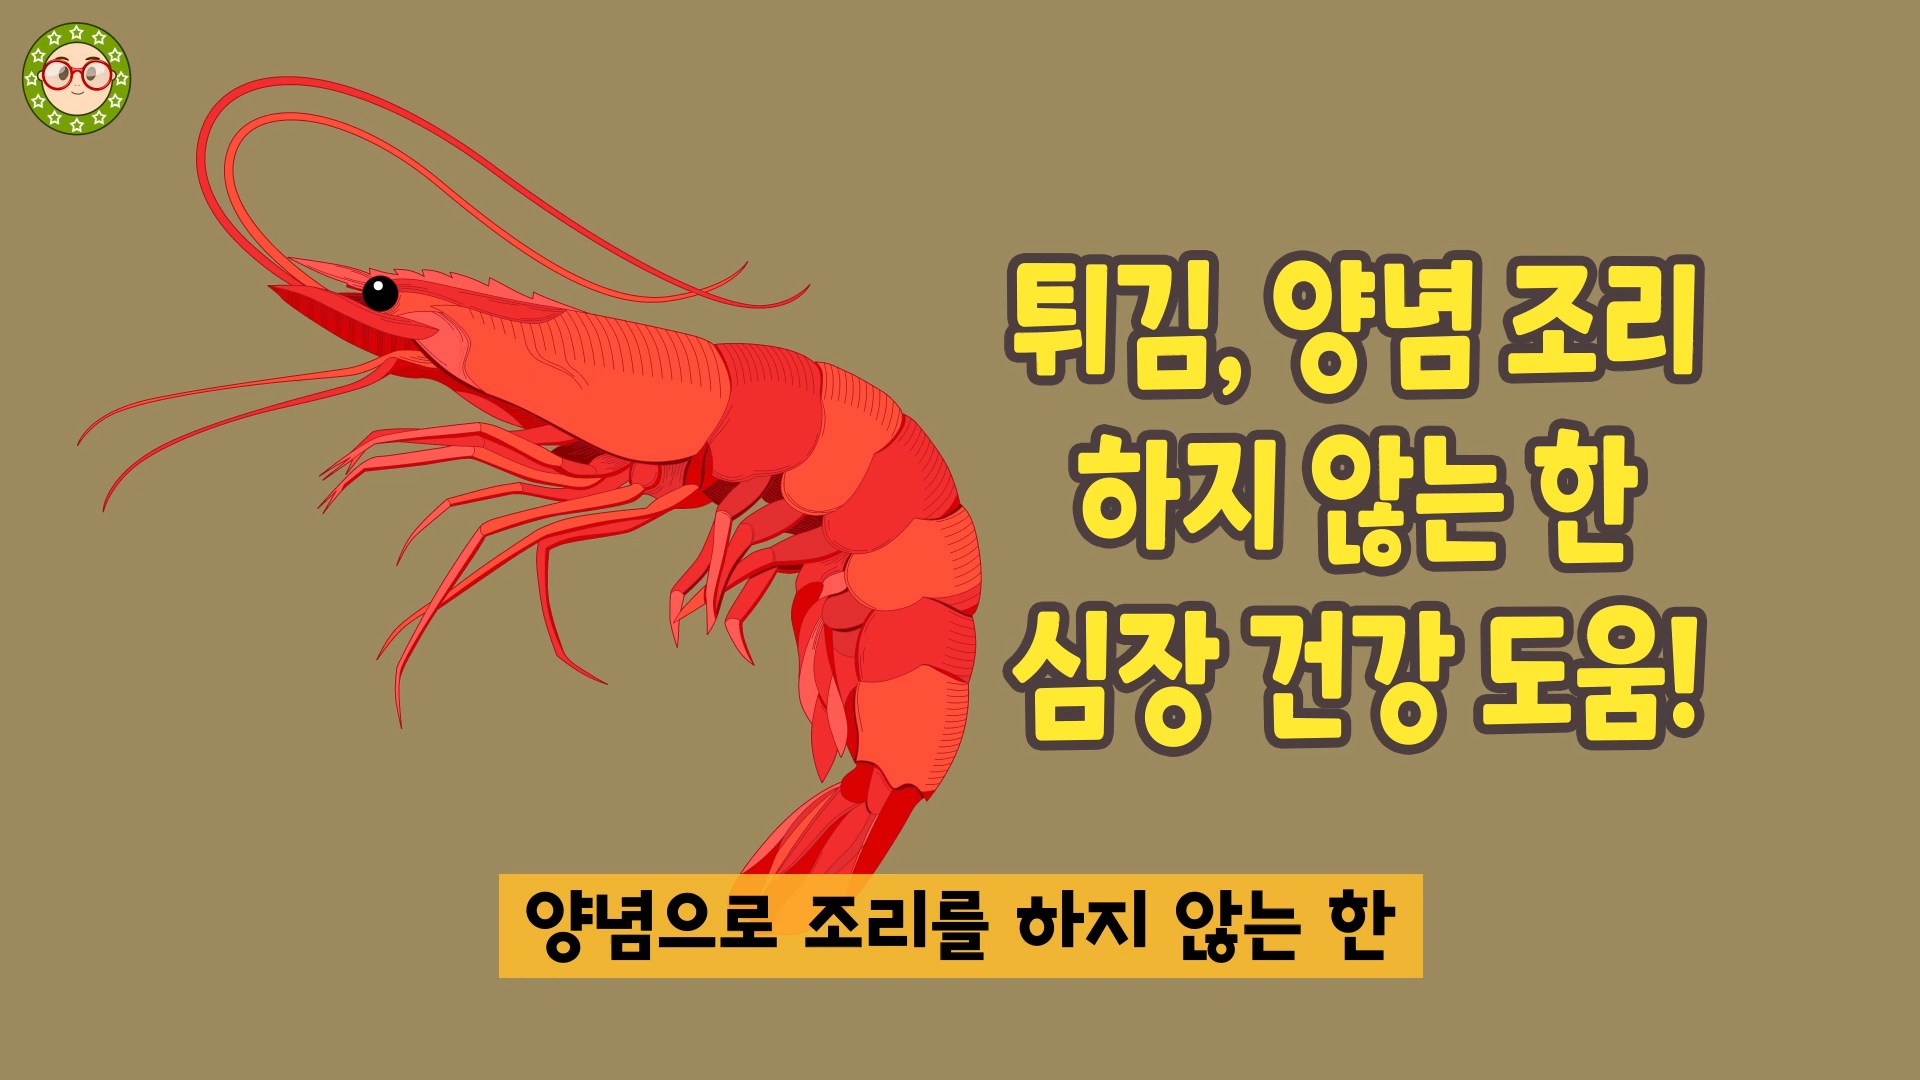 튀김, 양념 조리
하지 않는 한
심장 건강 도움!
양념으로 조리를 하지 않는 한